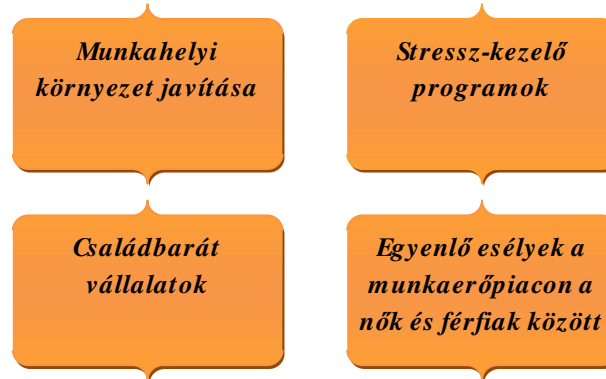 Munkahelyi
környezet javítása
Stressz-kezelő
programok
Családbarát
vállalatok
Egyenlő esélyek a
munkaerőpiacon a
nők és férfiak között